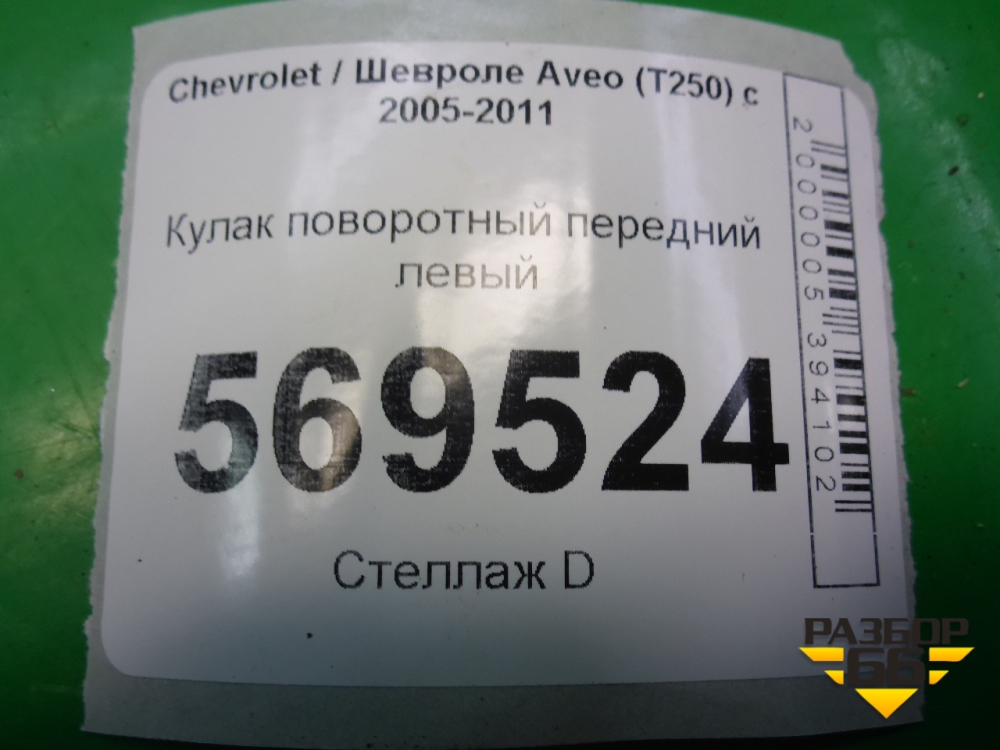 Chevrolet / Шевроле Aveo (T250) с
2005-2011
Кулак поворотный передний
левый
569524
Стеллаж D
2000005394102
РАЗБОР
66